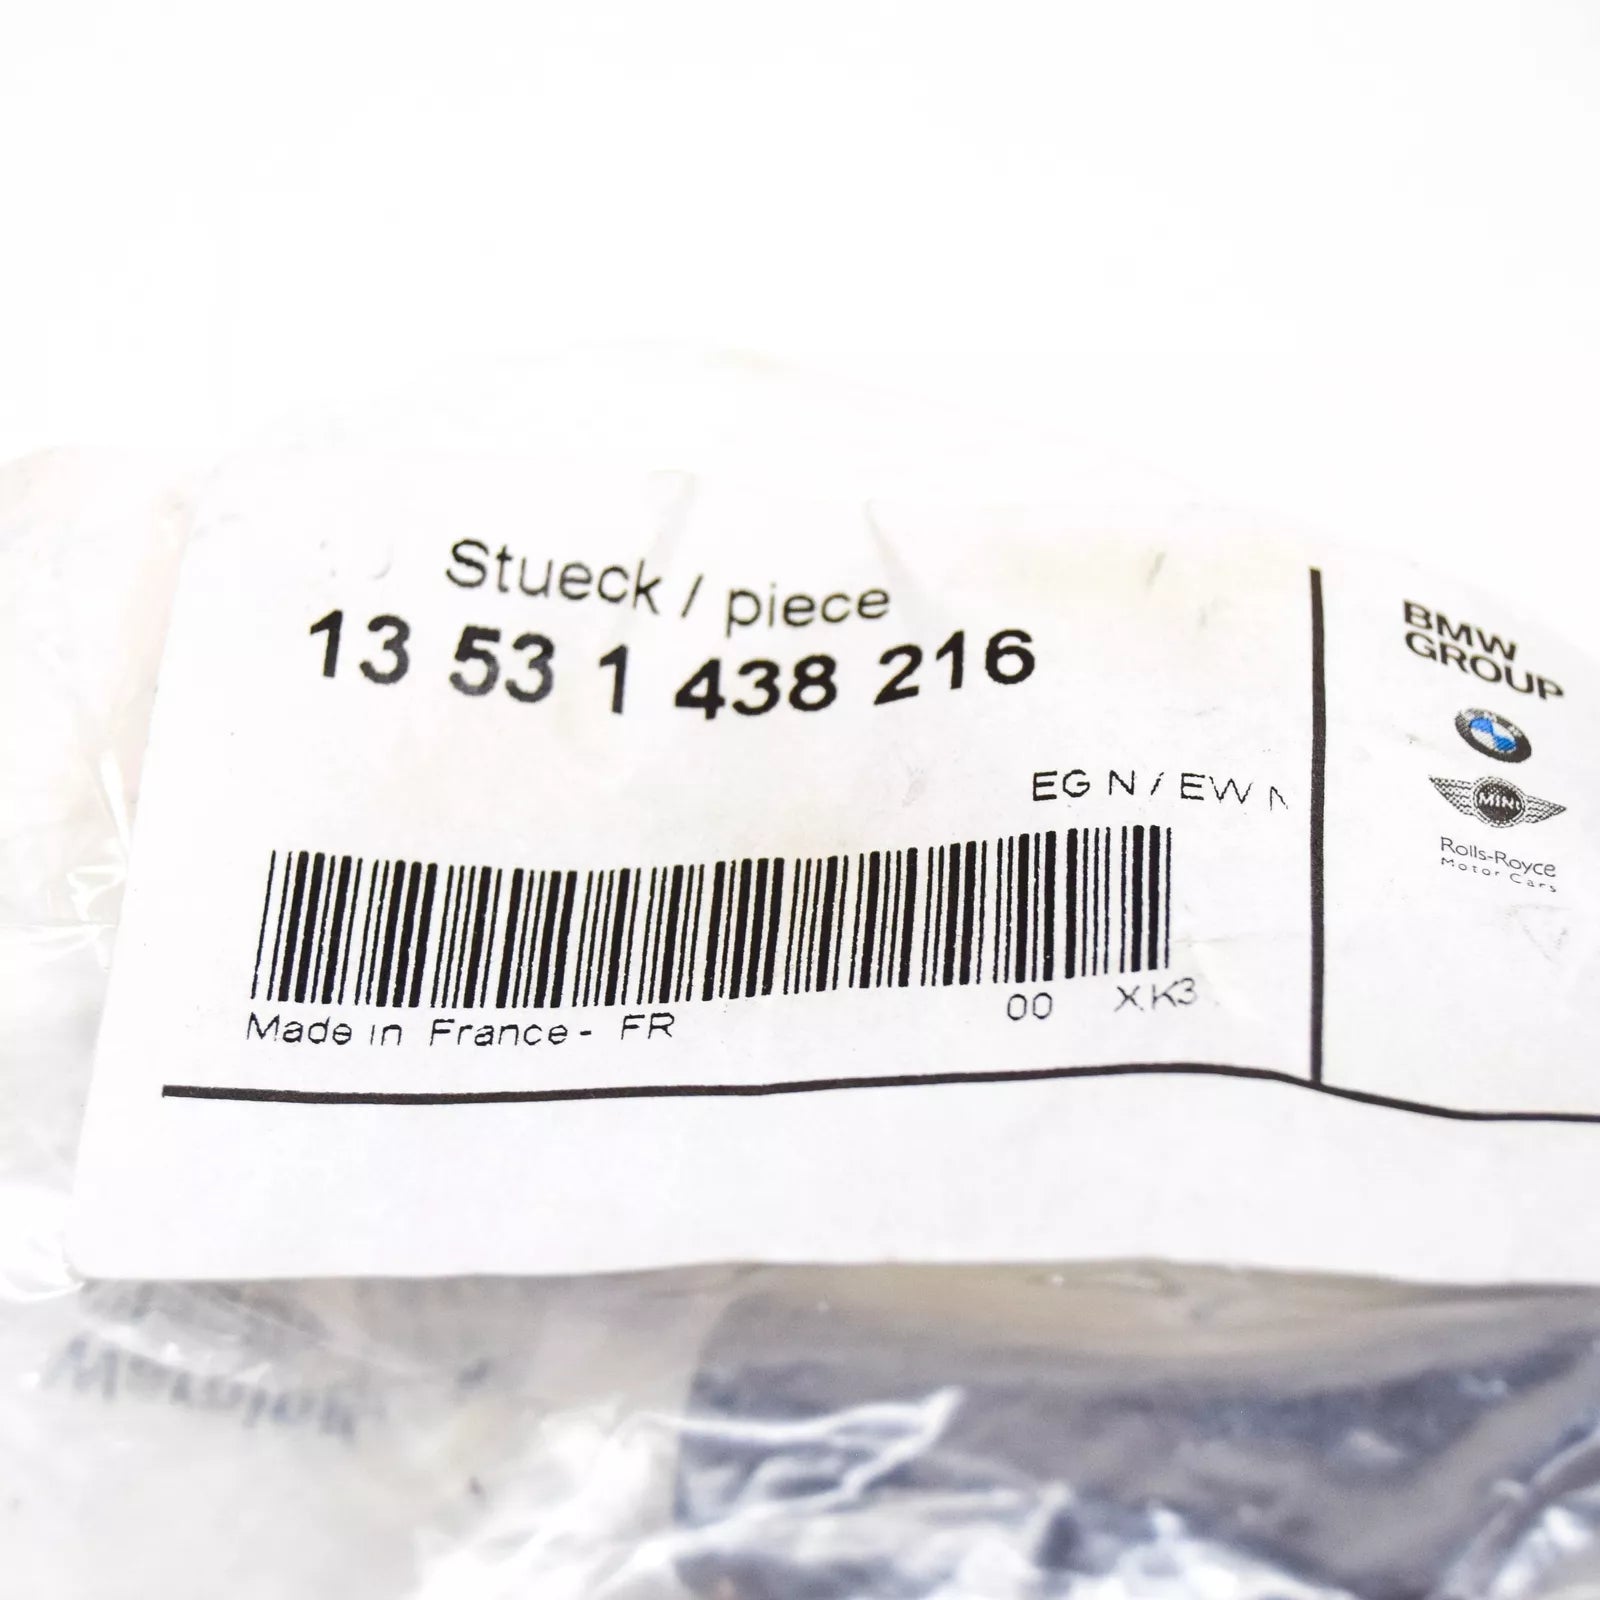 Stueck / piece
13 53 1 438 216
EG N / EW N
Made in France - FR
00 XK3
BMW
GROUP
MINI
Rolls-Royce
Motor Cars